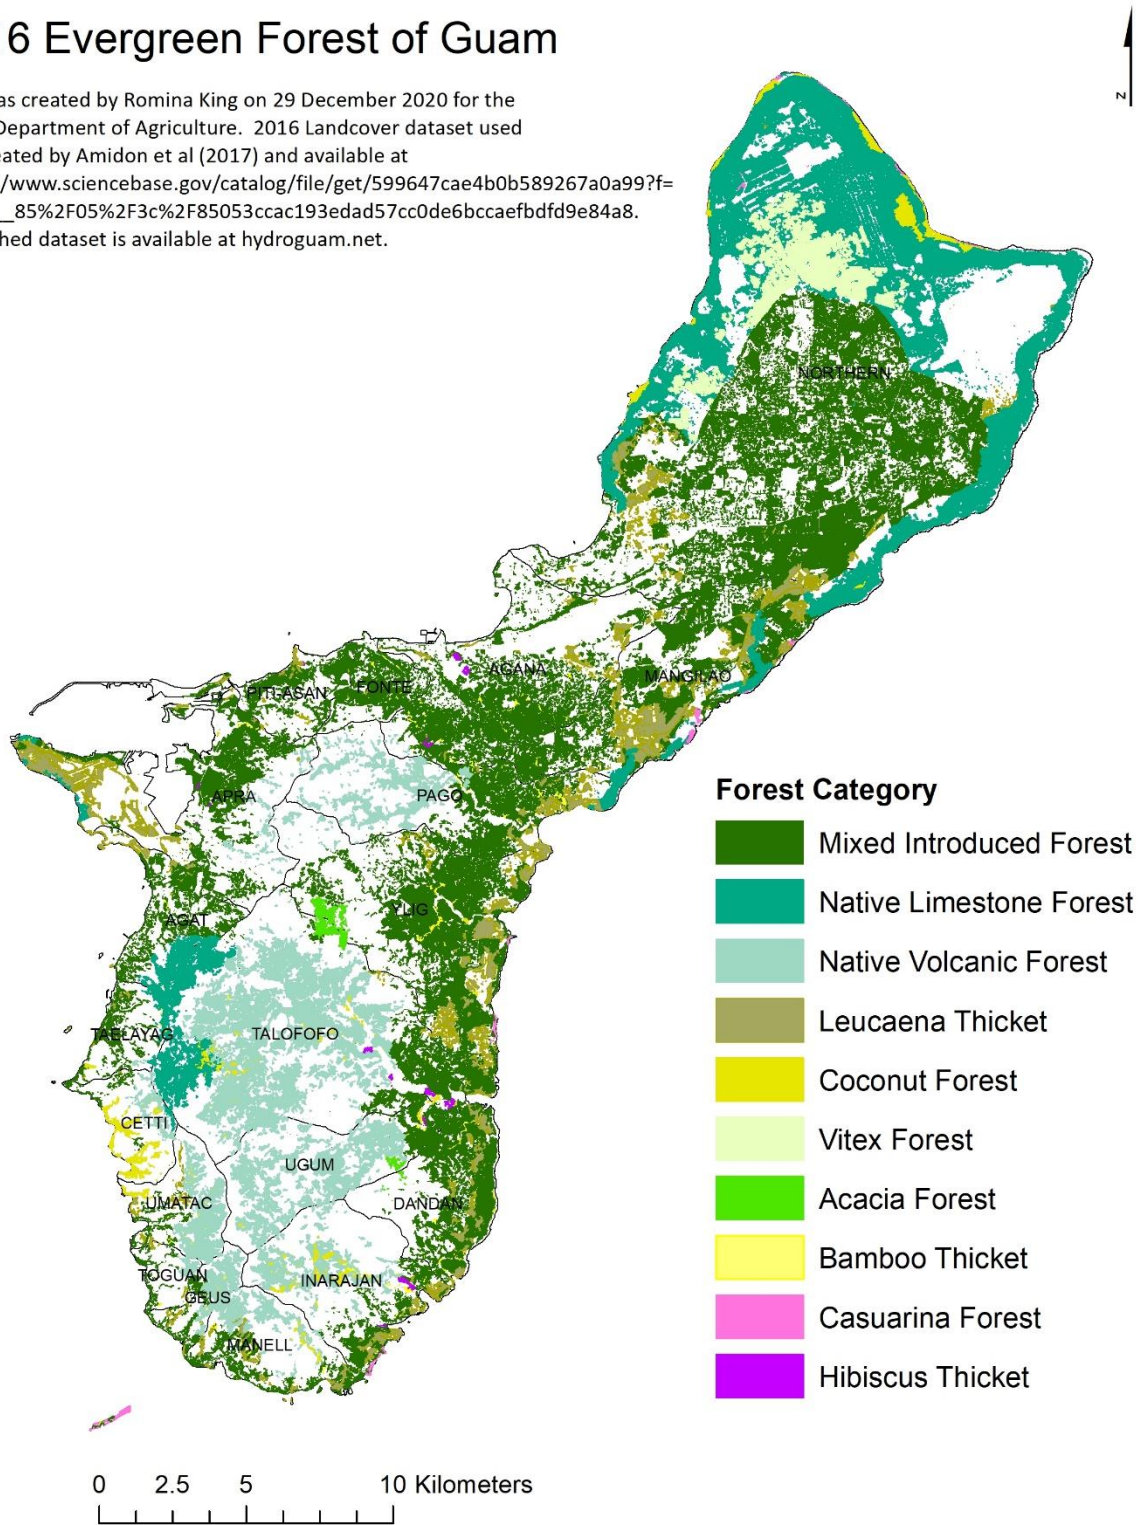 6 Evergreen Forest of Guam
as created by Romina King on 29 December 2020 for the
Department of Agriculture. 2016 Landcover dataset used
eated by Amidon et al (2017) and available at
/www.sciencebase.gov/catalog/file/get/599647cae4b0b589267a0a99?f=
__85%2F05%2F3c%2F85053ccac193edad57cc0de6bccaefbdfd9e84a8.
hed dataset is available at hydroguam.net.
N
NORTHERN
AGANA
MANGILAO
PITI-ASAN
FONTE
APRA
PAGO
AGAT
YLIG
TAELAYAG
TALOFOFO
CETTI
UGUM
UMATAC
DANDAN
TOGUAN
GEUS
INARAJAN
MANELL
Forest Category
Mixed Introduced Forest
Native Limestone Forest
Native Volcanic Forest
Leucaena Thicket
Coconut Forest
Vitex Forest
Acacia Forest
Bamboo Thicket
Casuarina Forest
Hibiscus Thicket
0 2.5 5 10 Kilometers